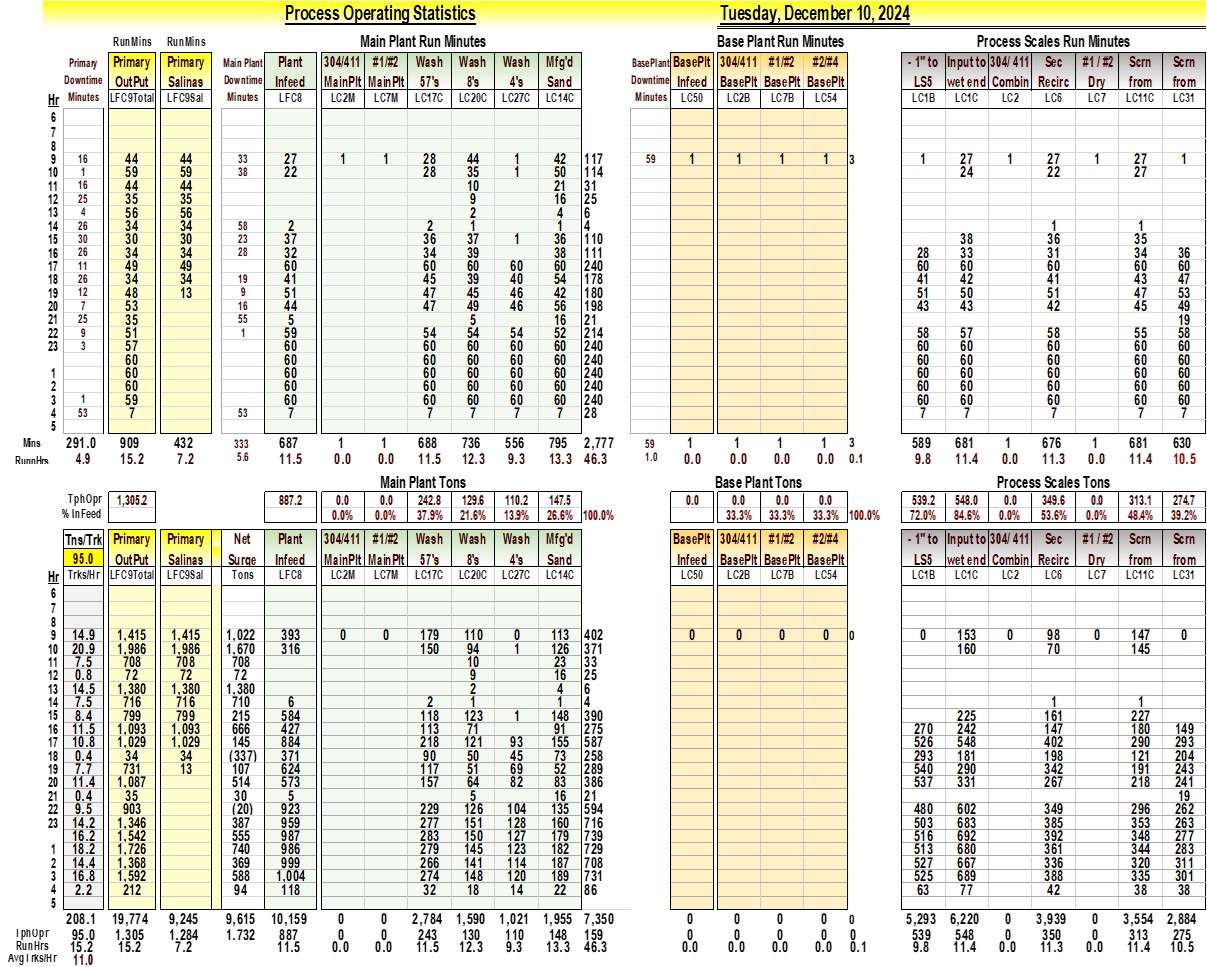 Process Operating Statistics Tuesday, December 10, 2024
RunMins RunMins Main Plant Run Minutes Base Plant Run Minutes Process Scales Run Minutes
Primary Primary Primary Main Plant Plant 304/411 #1/#2 Wash Wash Wash Mfg'd BasePlant BasePlt 304/411 #1/#2 #2/#4 - 1" to Input to 304/ 411 Sec #1 / #2 Scrn Scrn
Downtime OutPut Salinas Downtime Infeed MainPlt MainPlt 57's 8's 4's Sand Downtime Infeed BasePlt BasePlt BasePlt LS5 wet end Combin Recirc Dry from from
Hr Minutes LFC9Total LFC9Sal Minutes LFC8 LC2M LC7M LC17C LC20C LC27C LC14C Minutes LC50 LC2B LC7B LC54 LC1B LC1C LC2 LC6 LC7 LC11C LC31
6
7
8
9 16 44 44 33 27 1 1 28 44 1 42 117 59 1 1 1 1 3 1 27 1 27 1 27 1
10 1 59 59 38 22 28 35 1 50 114 24 22 27
11 16 44 44 10 21 31
12 25 35 35 9 16 25
13 4 56 56 2 4 6
14 26 34 34 58 2 2 1 1 4 1 1
15 30 30 30 23 37 36 37 1 36 110 38 36 35
16 26 34 34 28 32 34 39 38 111 28 33 31 34 36
17 11 49 49 60 60 60 60 60 240 60 60 60 60 60
18 26 34 34 19 41 45 39 40 54 178 41 42 41 43 47
19 12 48 13 9 51 47 45 46 42 180 51 50 51 47 53
20 7 53 16 44 47 49 46 56 198 43 43 42 45 49
21 25 35 55 5 5 16 21 19
22 9 51 1 59 54 54 54 52 214 58 57 58 55 58
23 3 57 60 60 60 60 60 240 60 60 60 60 60
60 60 60 60 60 60 240 60 60 60 60 60
1 60 60 60 60 60 60 240 60 60 60 60 60
2 60 60 60 60 60 60 240 60 60 60 60 60
3 1 59 60 60 60 60 60 240 60 60 60 60 60
4 53 7 53 7 7 7 7 7 28 7 7 7 7 7
5
Mins 291.0 909 432 333 687 1 1 688 736 556 795 2,777 59 1 1 1 1 3 589 681 1 676 1 681 630
RunnHrs 4.9 15.2 7.2 5.6 11.5 0.0 0.0 11.5 12.3 9.3 13.3 46.3 1.0 0.0 0.0 0.0 0.0 0.1 9.8 11.4 0.0 11.3 0.0 11.4 10.5
Main Plant Tons Base Plant Tons Process Scales Tons
TphOpr 1,305.2 887.2 0.0 0.0 242.8 129.6 110.2 147.5 0.0 0.0 0.0 0.0 539.2 548.0 0.0 349.6 0.0 313.1 274.7
% InFeed 0.0% 0.0% 37.9% 21.6% 13.9% 26.6% 100.0% 33.3% 33.3% 33.3% 100.0% 72.0% 84.6% 0.0% 53.6% 0.0% 48.4% 39.2%
Tns/Trk Primary Primary Net Plant 304/411 #1/#2 Wash Wash Wash Mfg'd BasePlt 304/411 #1/#2 #2/#4 - 1" to Input to 304/ 411 Sec #1 / #2 Scrn Scrn
95.0 OutPut Salinas Surge Infeed MainPlt MainPlt 57's 8's 4's Sand Infeed BasePlt BasePlt BasePlt LS5 wet end Combin Recirc Dry from from
Hr Trks/Hr LFC9Total LFC9Sal Tons LFC8 LC2M LC7M LC17C LC20C LC27C LC14C LC50 LC2B LC7B LC54 LC1B LC1C LC2 LC6 LC7 LC11C LC31
6
7
8
9 14.9 1,415 1,415 1,022 393 0 0 179 110 0 113 402 0 0 0 0 0 0 153 0 98 0 147 0
10 20.9 1,986 1,986 1,670 316 150 94 1 126 371 160 70 145
11 7.5 708 708 708 10 23 33
12 0.8 72 72 72 9 16 25
13 14.5 1,380 1,380 1,380 2 4 6
14 7.5 716 716 710 6 2 1 1 4 1 1
15 8.4 799 799 215 584 118 123 1 148 390 225 161 227
16 11.5 1,093 1,093 666 427 113 71 91 275 270 242 147 180 149
17 10.8 1,029 1,029 145 884 218 121 93 155 587 526 548 402 290 293
18 0.4 34 34 (337) 371 90 50 45 73 258 293 181 198 121 204
19 7.7 731 13 107 624 117 51 69 52 289 540 290 342 191 243
20 11.4 1,087 514 573 157 64 82 83 386 537 331 267 218 241
21 0.4 35 30 5 5 16 21 19
22 9.5 903 (20) 923 229 126 104 135 594 480 602 349 296 262
23 14.2 1,346 387 959 277 151 128 160 716 503 683 385 353 263
16.2 1,542 555 987 283 150 127 179 739 516 692 392 348 277
1 18.2 1,726 740 986 279 145 123 182 729 513 680 361 344 283
2 14.4 1,368 369 999 266 141 114 187 708 527 667 336 320 311
3 16.8 1,592 588 1,004 274 148 120 189 731 525 689 388 335 301
4 2.2 212 94 118 32 18 14 22 86 63 77 42 38 38
5
208.1 19,774 9,245 9,615 10,159 0 0 2,784 1,590 1,021 1,955 7,350 0 0 0 0 0 5,293 6,220 0 3,939 0 3,554 2,884
TphOpr 95.0 1,305 1,284 1.732 887 0 0 243 130 110 148 159 0 0 0 0 0 539 548 0 350 0 313 275
RunHrs 15.2 15.2 7.2 11.5 0.0 0.0 11.5 12.3 9.3 13.3 46.3 0.0 0.0 0.0 0.0 0.1 9.8 11.4 0.0 11.3 0.0 11.4 10.5
AvgTrks/Hr 11.0